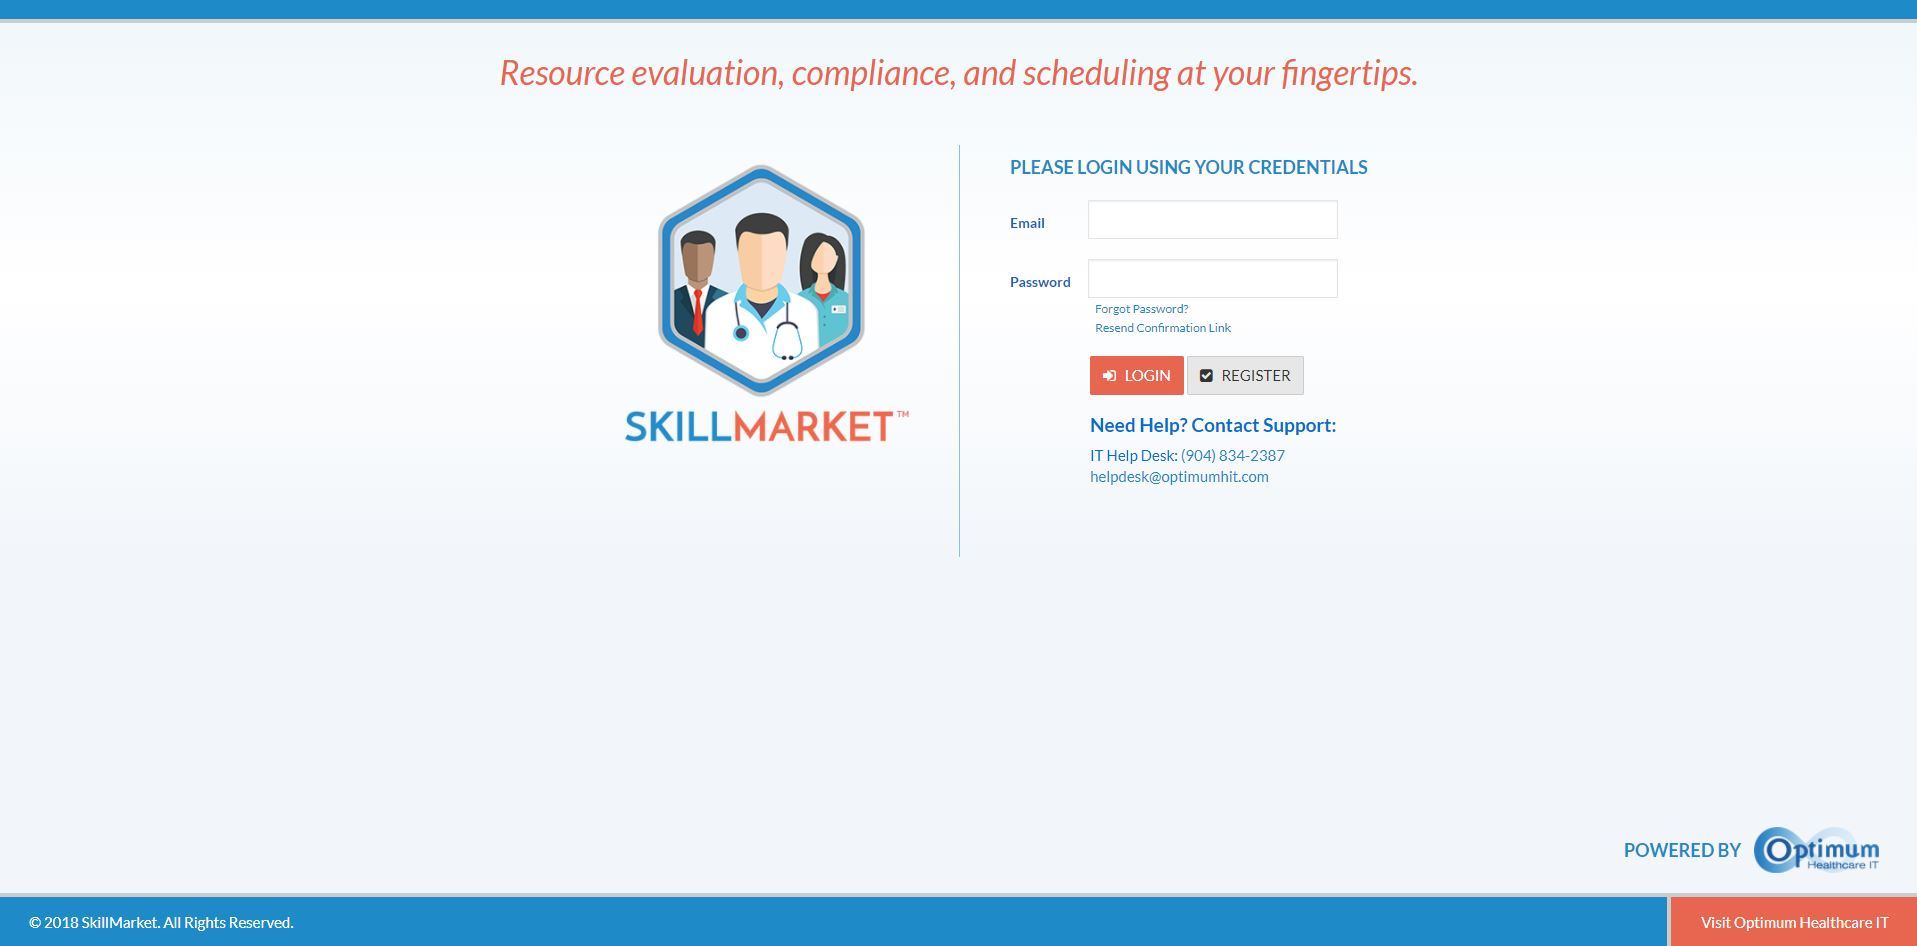 Resource evaluation, compliance, and scheduling at your fingertips.
SKILLMARKET™
PLEASE LOGIN USING YOUR CREDENTIALS
Email
Password
Forgot Password?
Resend Confirmation Link
LOGIN REGISTER
Need Help? Contact Support:
IT Help Desk: (904) 834-2387
helpdesk@optimumhit.com
POWERED BY Optimum
Healthcare IT
© 2018 SkillMarket. All Rights Reserved.
Visit Optimum Healthcare IT